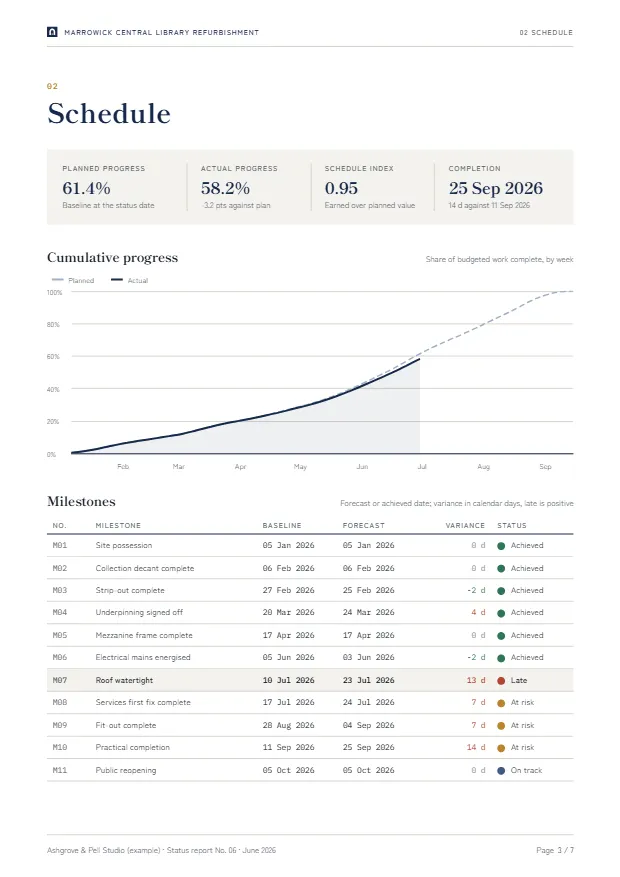 MARROWICK CENTRAL LIBRARY REFURBISHMENT 02 SCHEDULE
02
Schedule
PLANNED PROGRESS ACTUAL PROGRESS SCHEDULE INDEX COMPLETION
61.4% 58.2% 0.95 25 Sep 2026
Baseline at the status date -3.2 pts against plan Earned over planned value 14 d against 11 Sep 2026
Cumulative progress Share of budgeted work complete, by week
Planned Actual
100%
80%
60%
40%
20%
0%
Feb Mar Apr May Jun Jul Aug Sep
Milestones Forecast or achieved date; variance in calendar days, late is positive
NO. MILESTONE BASELINE FORECAST VARIANCE STATUS
M01 Site possession 05 Jan 2026 05 Jan 2026 0 d Achieved
M02 Collection decant complete 06 Feb 2026 06 Feb 2026 0 d Achieved
M03 Strip-out complete 27 Feb 2026 25 Feb 2026 -2 d Achieved
M04 Underpinning signed off 20 Mar 2026 24 Mar 2026 4 d Achieved
M05 Mezzanine frame complete 17 Apr 2026 17 Apr 2026 0 d Achieved
M06 Electrical mains energised 05 Jun 2026 03 Jun 2026 -2 d Achieved
M07 Roof watertight 10 Jul 2026 23 Jul 2026 13 d Late
M08 Services first fix complete 17 Jul 2026 24 Jul 2026 7 d At risk
M09 Fit-out complete 28 Aug 2026 04 Sep 2026 7 d At risk
M10 Practical completion 11 Sep 2026 25 Sep 2026 14 d At risk
M11 Public reopening 05 Oct 2026 05 Oct 2026 0 d On track
Ashgrove & Pell Studio (example) · Status report No. 06 · June 2026 Page 3 / 7